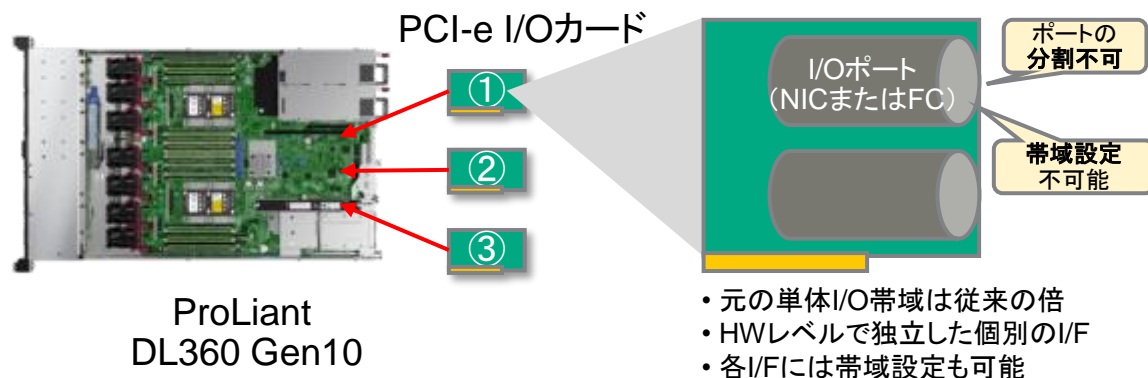 PCI-e I/Oカード
①
②
③
ProLiant
DL360 Gen10
I/Oポート
（NICまたはFC）
ポートの
分割不可
帯域設定
不可能
• 元の単体I/O帯域は従来の倍
• HWレベルで独立した個別のI/F
• 各I/Fには帯域設定も可能